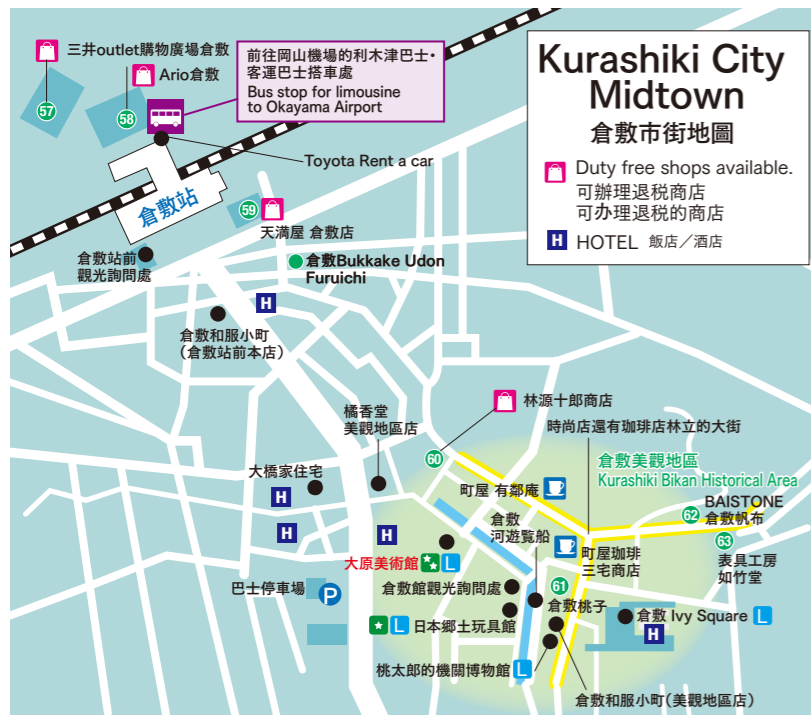 三井outlet購物廣場倉敷
57
58
Ario倉敷
前往岡山機場的利木津巴士・
客運巴士搭車處
Bus stop for limousine
to Okayama Airport
Kurashiki City
Midtown
倉敷市街地圖
Duty free shops available.
可辦理退税商店
可办理退税的商店
H HOTEL 飯店／酒店
Toyota Rent a car
倉敷站
59
天満屋 倉敷店
倉敷站前
觀光詢問處
倉敷Bukkake Udon
Furuichi
H
倉敷和服小町
（倉敷站前本店）
橘香堂
美觀地區店
林源十郎商店
時尚店還有珈琲店林立的大街
60
倉敷美觀地區
Kurashiki Bikan Historical Area
大橋家住宅
H
H
H
町屋 有鄰庵
倉敷
河遊覧船
62
BAISTONE
倉敷帆布
63
表具工房
如竹堂
大原美術館
L
町屋珈琲
三宅商店
倉敷館觀光詢問處
61
巴士停車場
P
倉敷桃子
倉敷 Ivy Square
L
H
L
日本鄉土玩具館
桃太郎的機關博物館
L
倉敷和服小町（美觀地區店）